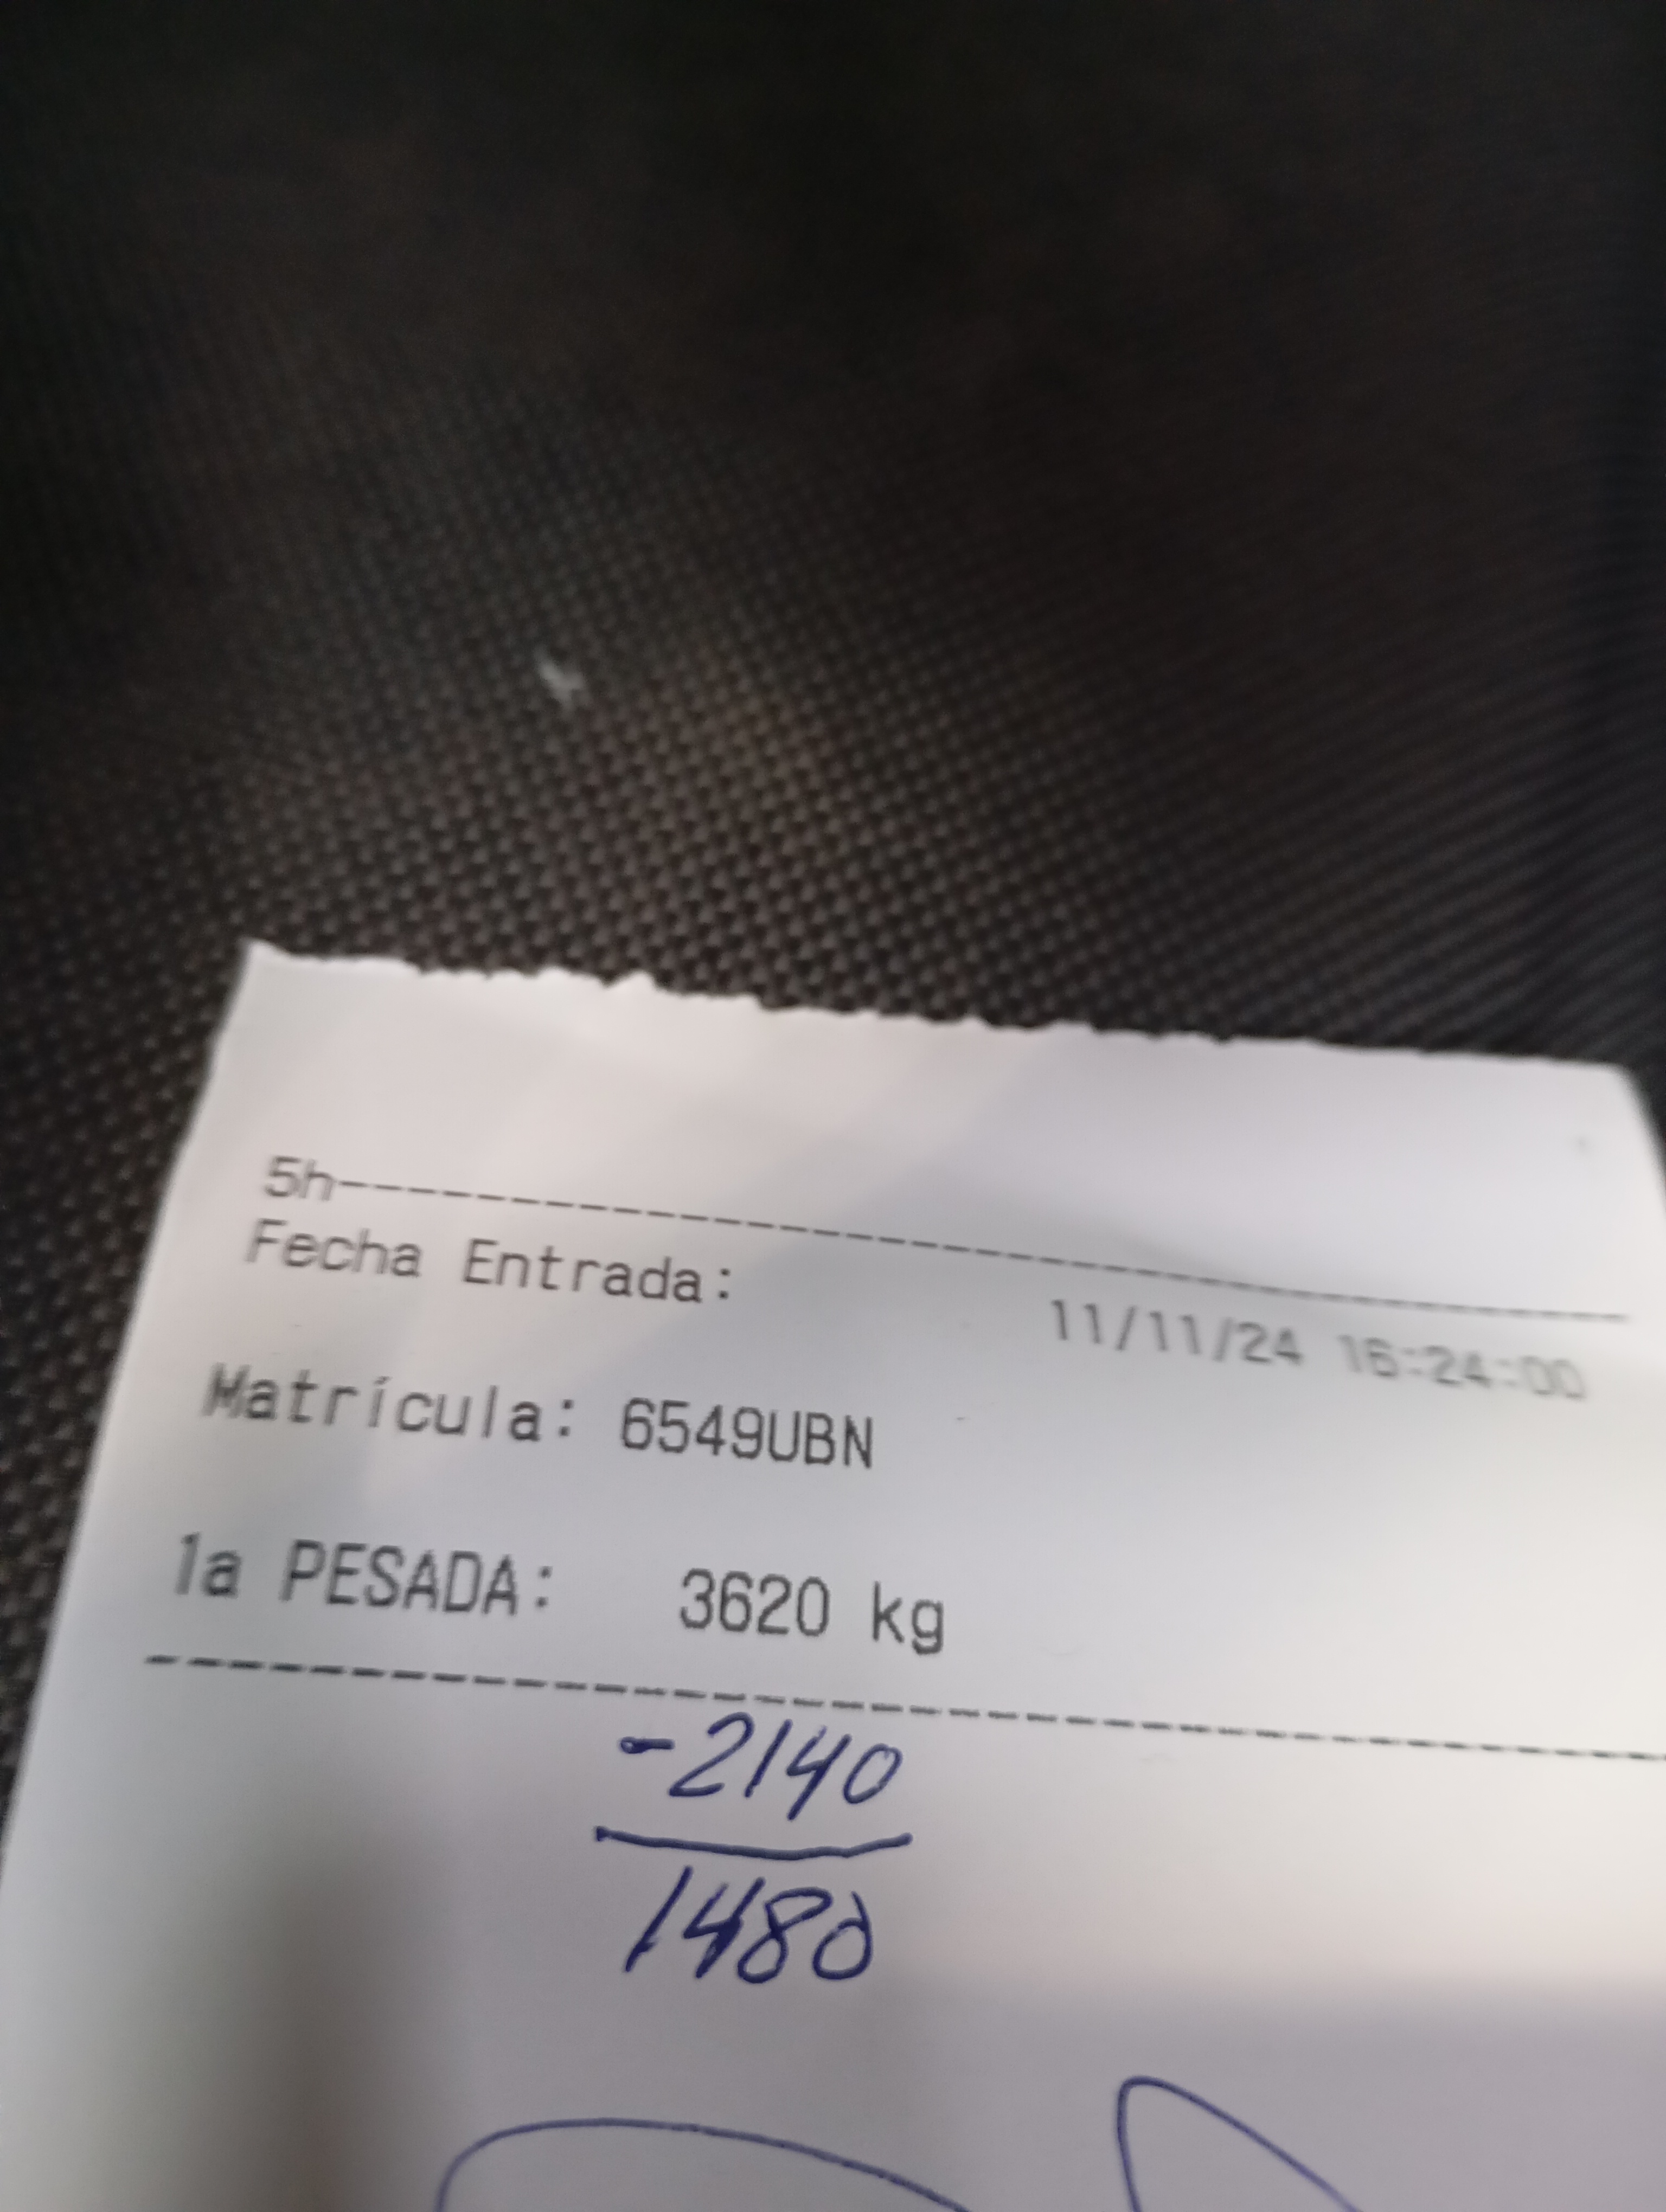 5h--------------------------------------
Fecha Entrada:
11/11/24 16:24:00
Matrícula: 6549UBN
1a PESADA: 3620 kg
----------------------------------------
-2140
1480